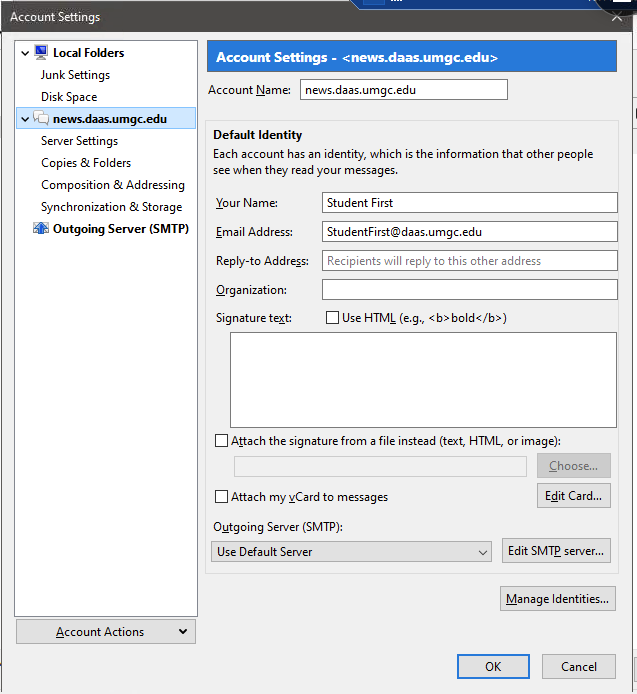 Account Settings
Local Folders
Junk Settings
Disk Space
news.daas.umgc.edu
Server Settings
Copies & Folders
Composition & Addressing
Synchronization & Storage
Outgoing Server (SMTP)
Account Actions
Account Settings - <news.daas.umgc.edu>
Account Name: news.daas.umgc.edu
Default Identity
Each account has an identity, which is the information that other people
see when they read your messages.
Your Name: Student First
Email Address: StudentFirst@daas.umgc.edu
Reply-to Address: Recipients will reply to this other address
Organization:
Signature text: Use HTML (e.g., <b>bold</b>)
Attach the signature from a file instead (text, HTML, or image):
Choose...
Attach my vCard to messages
Edit Card...
Outgoing Server (SMTP):
Use Default Server Edit SMTP server...
Manage Identities...
OK Cancel